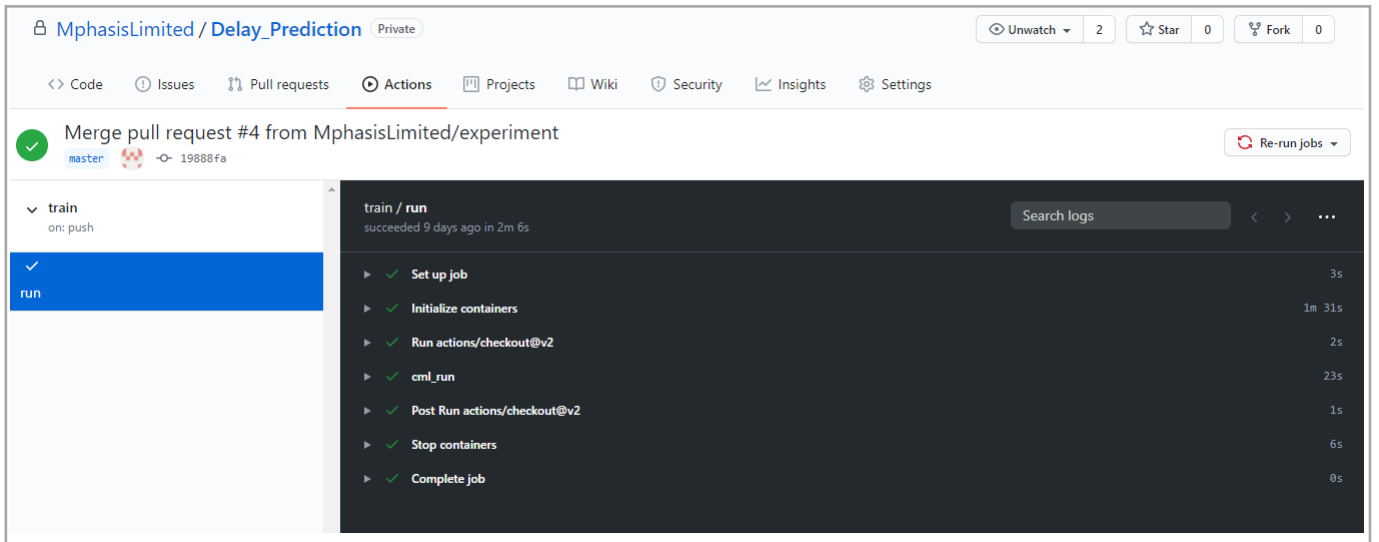 MphasisLimited / Delay_Prediction Private Unwatch 2 Star 0 Fork 0
<> Code Issues Pull requests Actions Projects Wiki Security Insights Settings
Merge pull request #4 from MphasisLimited/experiment
master 19888fa
Re-run jobs
train
on: push
run
train / run
succeeded 9 days ago in 2m 6s
Search logs
Set up job 3s
Initialize containers 1m 31s
Run actions/checkout@v2 2s
cml_run 23s
Post Run actions/checkout@v2 1s
Stop containers 6s
Complete job 0s